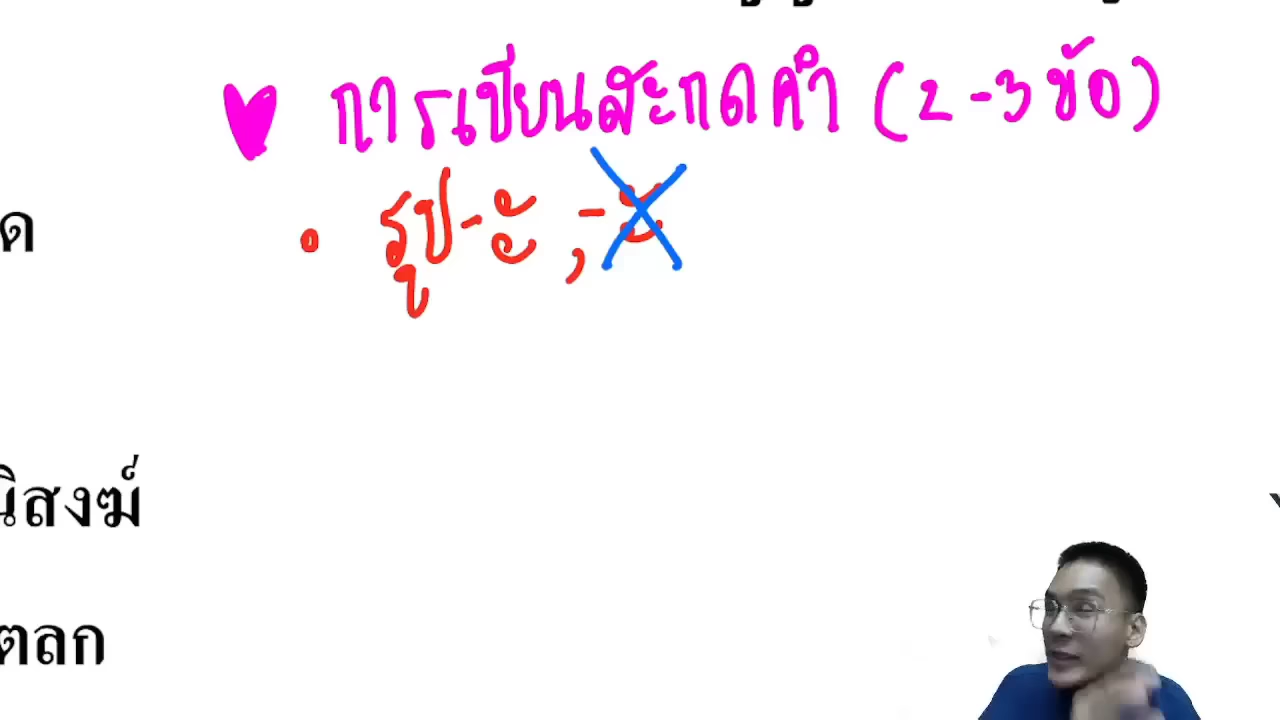 ♥ การเขียนสะกดคำ (2-3ข้อ)
• รูป-ะ , -ะ
ด
นิสงฆ์
ตลก